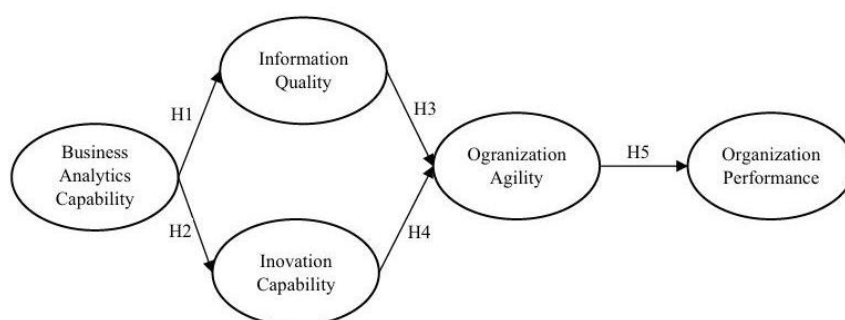 Information
Quality
H1
H3
Business
Analytics
Capability
Ogranization
Agility
H5
Organization
Performance
H2
H4
Inovation
Capability